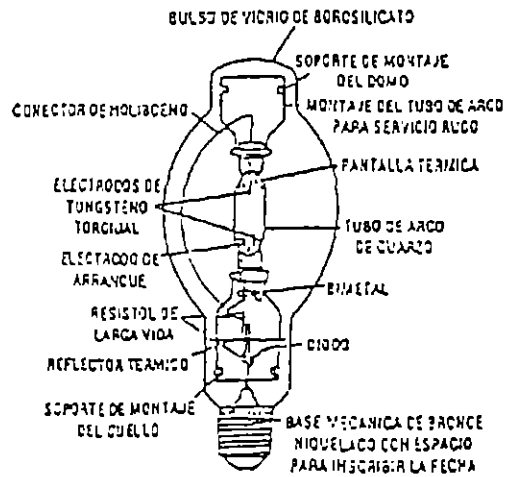 BULBO DE VIDRIO DE BOROSILICATO
SOPORTE DE MONTAJE
DEL DOMO
CONECTOR DE MOLIBDENO
MONTAJE DEL TUBO DE ARCO
PARA SERVICIO RUDO
PANTALLA TERMICA
ELECTRODOS DE
TUNGSTENO
TORCIJAL
TUBO DE ARCO
DE CUARZO
ELECTRODO DE
ARRANQUE
BIMETAL
RESISTOL DE
LARGA VIDA
DIODO
REFLECTOR TERMICO
SOPORTE DE MONTAJE
DEL CUELLO
BASE MECANICA DE BRONCE
NIQUELADO CON ESPACIO
PARA INSCRIBIR LA FECHA